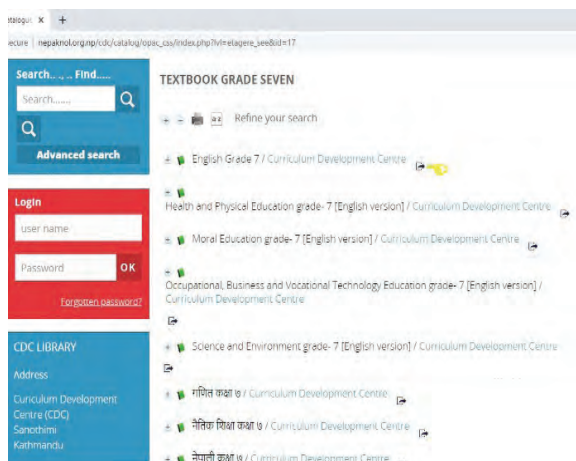 atalogu x +
ecure | nepaknol.org.np/cdc/catalog/opac_css/index.php?lvl=etagere_see&id=17
Search.. ., .. Find.....
Search.......,
Advanced search
Login
user name
Password OK
Forgotten password?
CDC LIBRARY
Address
Curiculum Development
Centre (CDC)
Sanothimi
Kathmandu
TEXTBOOK GRADE SEVEN
Refine your search
English Grade 7 / Curriculum Development Centre
Health and Physical Education grade- 7 [English version] / Curriculum Development Centre
Moral Education grade- 7 [English version] / Curriculum Development Centre
Occupational, Business and Vocational Technology Education grade- 7 [English version] /
Curriculum Development Centre
Science and Environment grade- 7 [English version] / Curriculum Development Centre
गणित कक्षा ७ / Curriculum Development Centre
नैतिक शिक्षा कक्षा ७ / Curriculum Development Centre
नेपाली कक्षा ७ / Curriculum Development Centre